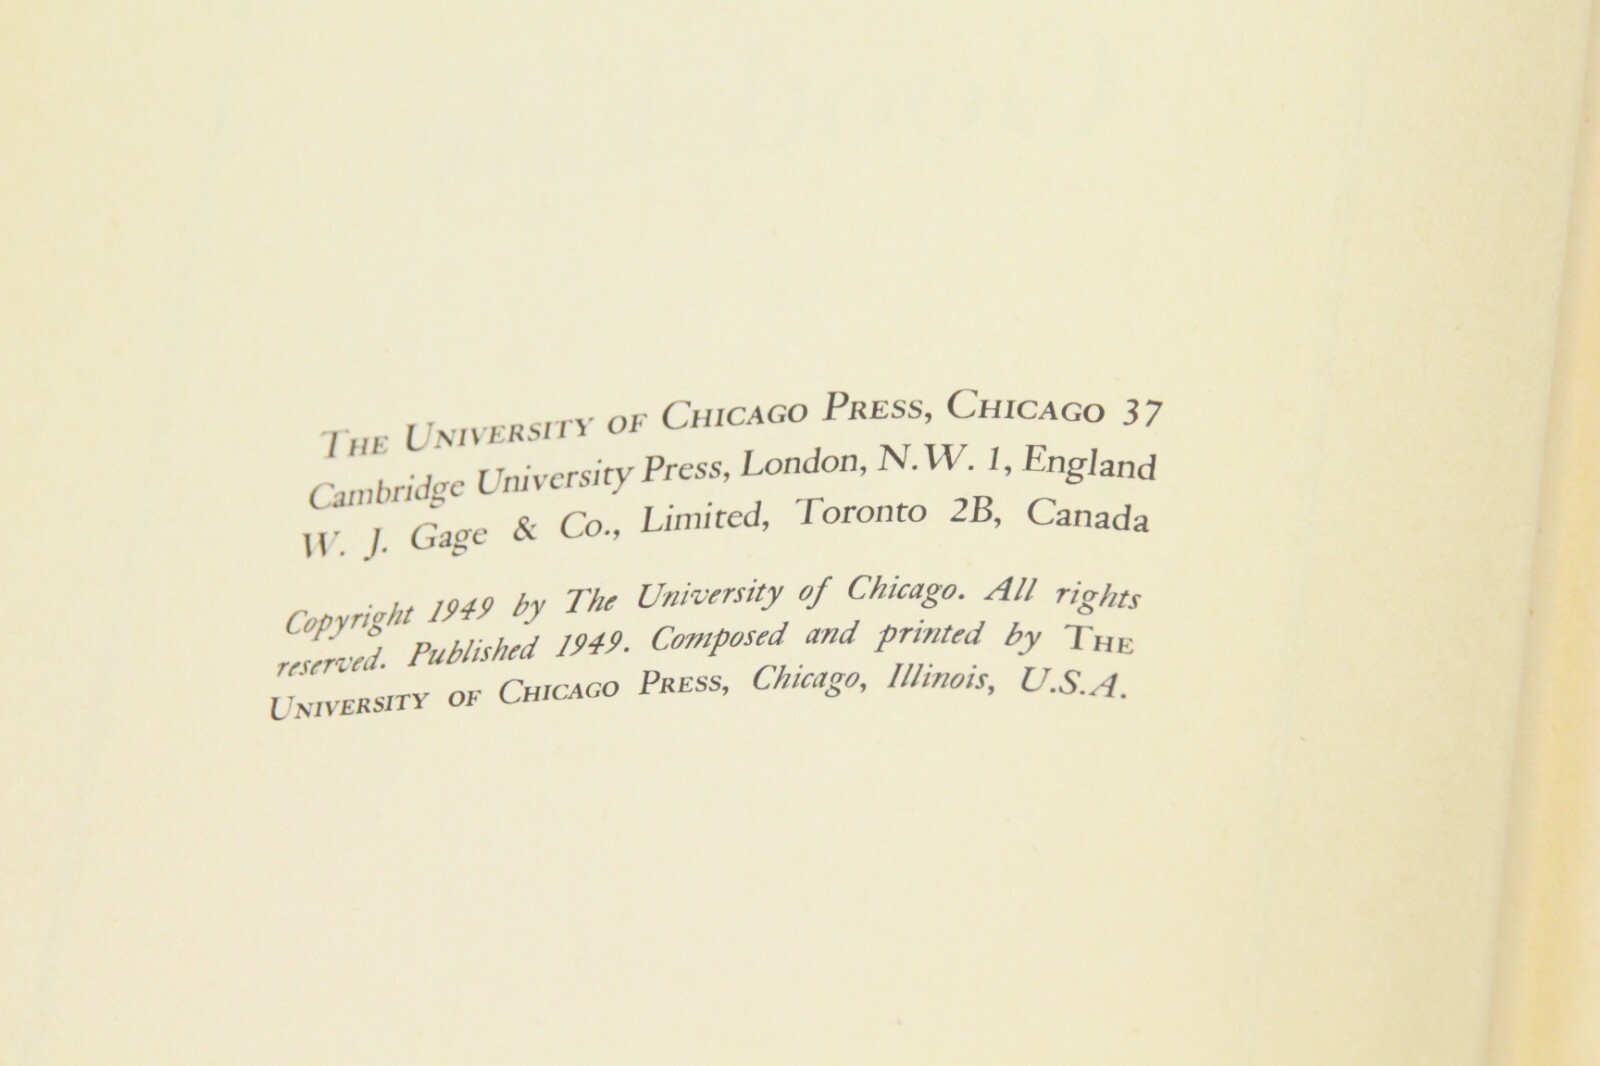 THE UNIVERSITY OF CHICAGO PRESS, CHICAGO 37
Cambridge University Press, London, N.W. 1, England
W. J. Gage & Co., Limited, Toronto 2B, Canada
Copyright 1949 by The University of Chicago. All rights
reserved. Published 1949. Composed and printed by THE
UNIVERSITY OF CHICAGO PRESS, Chicago, Illinois, U.S.A.